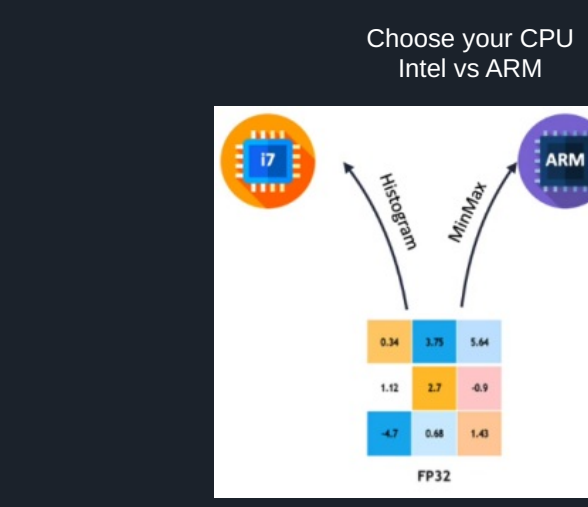 Choose your CPU
Intel vs ARM
i7
ARM
Histogram
MinMax
0.34 3.75 5.64
1.12 2.7 -0.9
-4.7 0.68 1.43
FP32